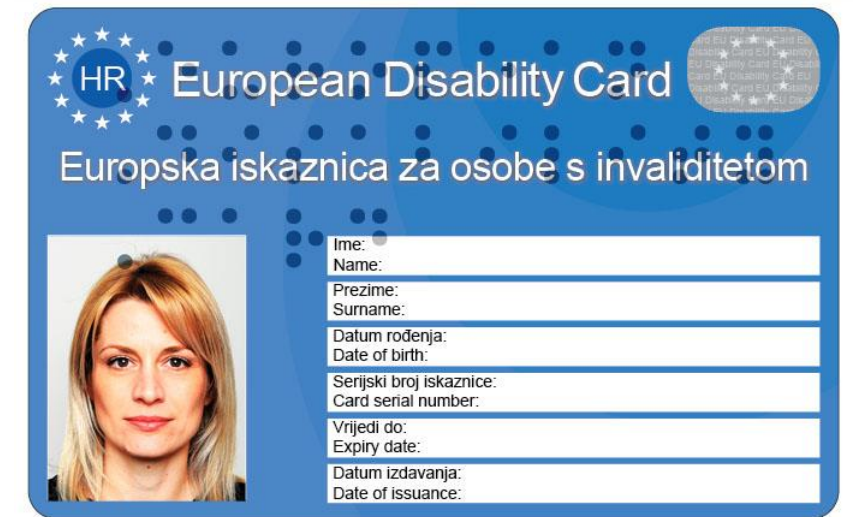 HR
European Disability Card
Europska iskaznica za osobe s invaliditetom
Ime:
Name:
Prezime:
Surname:
Datum rođenja:
Date of birth:
Serijski broj iskaznice:
Card serial number:
Vrijedi do:
Expiry date:
Datum izdavanja:
Date of issuance: